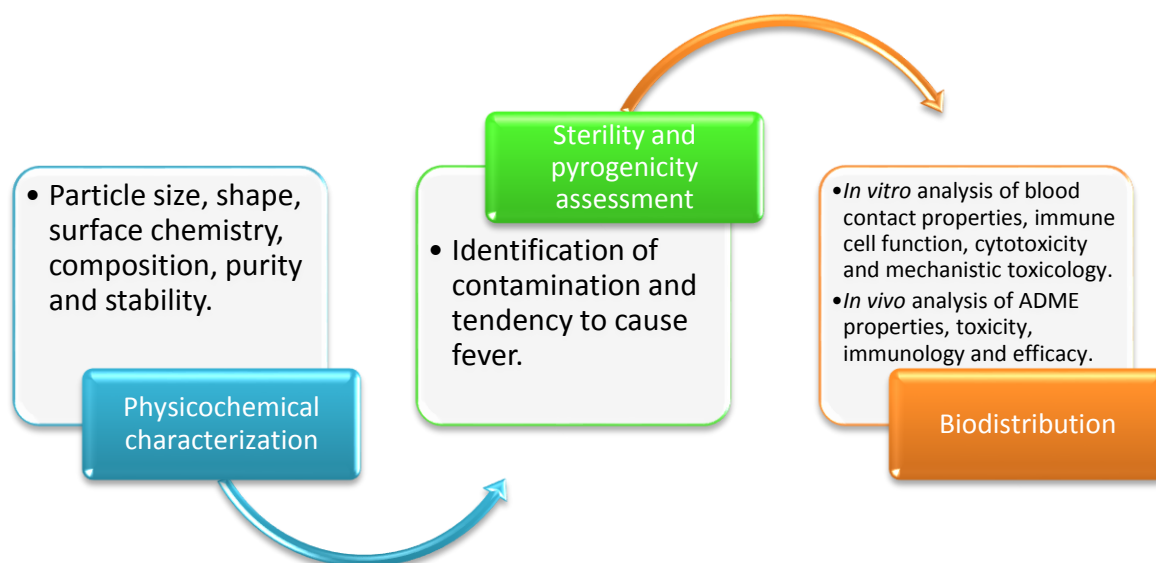 • Particle size, shape,
surface chemistry,
composition, purity
and stability.
Physicochemical
characterization
Sterility and
pyrogenicity
assessment
• Identification of
contamination and
tendency to cause
fever.
•In vitro analysis of blood
contact properties, immune
cell function, cytotoxicity
and mechanistic toxicology.
•In vivo analysis of ADME
properties, toxicity,
immunology and efficacy.
Biodistribution